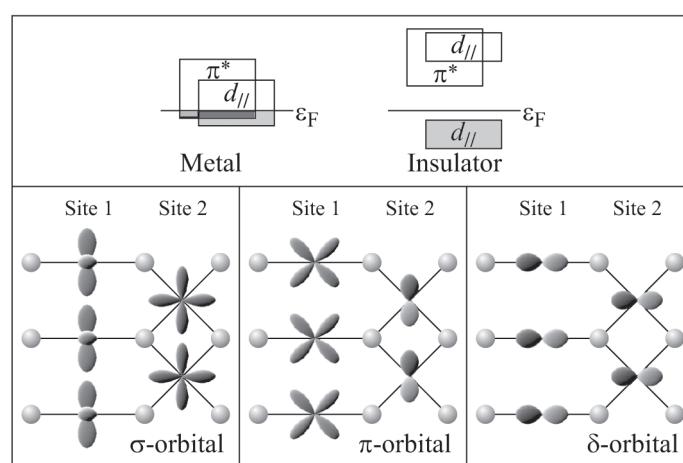 π*
d//
εF
Metal
d//
π*
εF
d//
Insulator
Site 1 Site 2
σ-orbital
Site 1 Site 2
π-orbital
Site 1 Site 2
δ-orbital